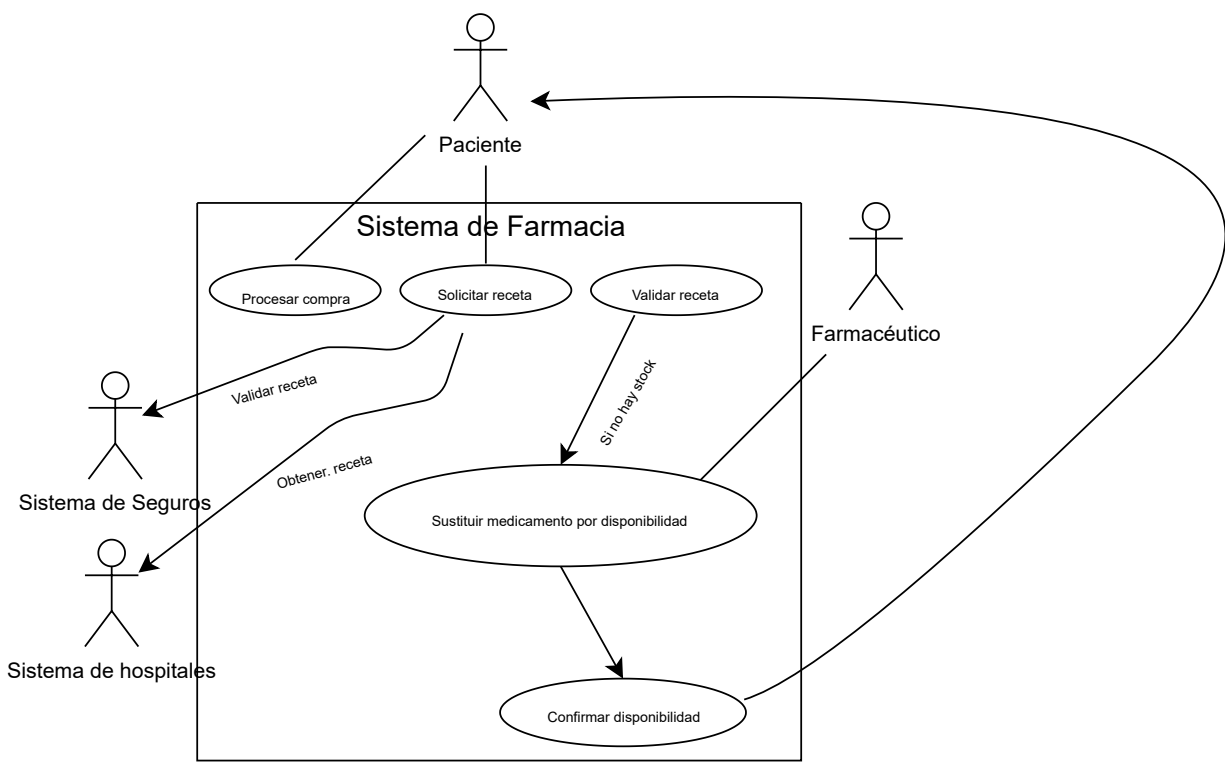 Paciente
Sistema de Farmacia
Procesar compra
Solicitar receta
Validar receta
Farmacéutico
Validar receta
Si no hay stock
Obtener. receta
Sistema de Seguros
Sustituir medicamento por disponibilidad
Sistema de hospitales
Confirmar disponibilidad